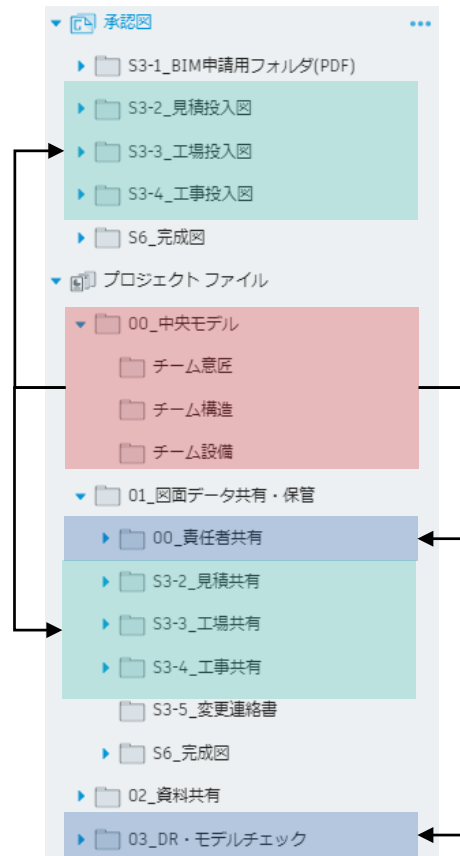 承認図
S3-1_BIM申請用フォルダ(PDF)
S3-2_見積投入図
S3-3_工場投入図
S3-4_工事投入図
S6_完成図
プロジェクト ファイル
00_中央モデル
チーム意匠
チーム構造
チーム設備
01_図面データ共有・保管
00_責任者共有
S3-2_見積共有
S3-3_工場共有
S3-4_工事共有
S3-5_変更連絡書
S6_完成図
02_資料共有
03_DR・モデルチェック